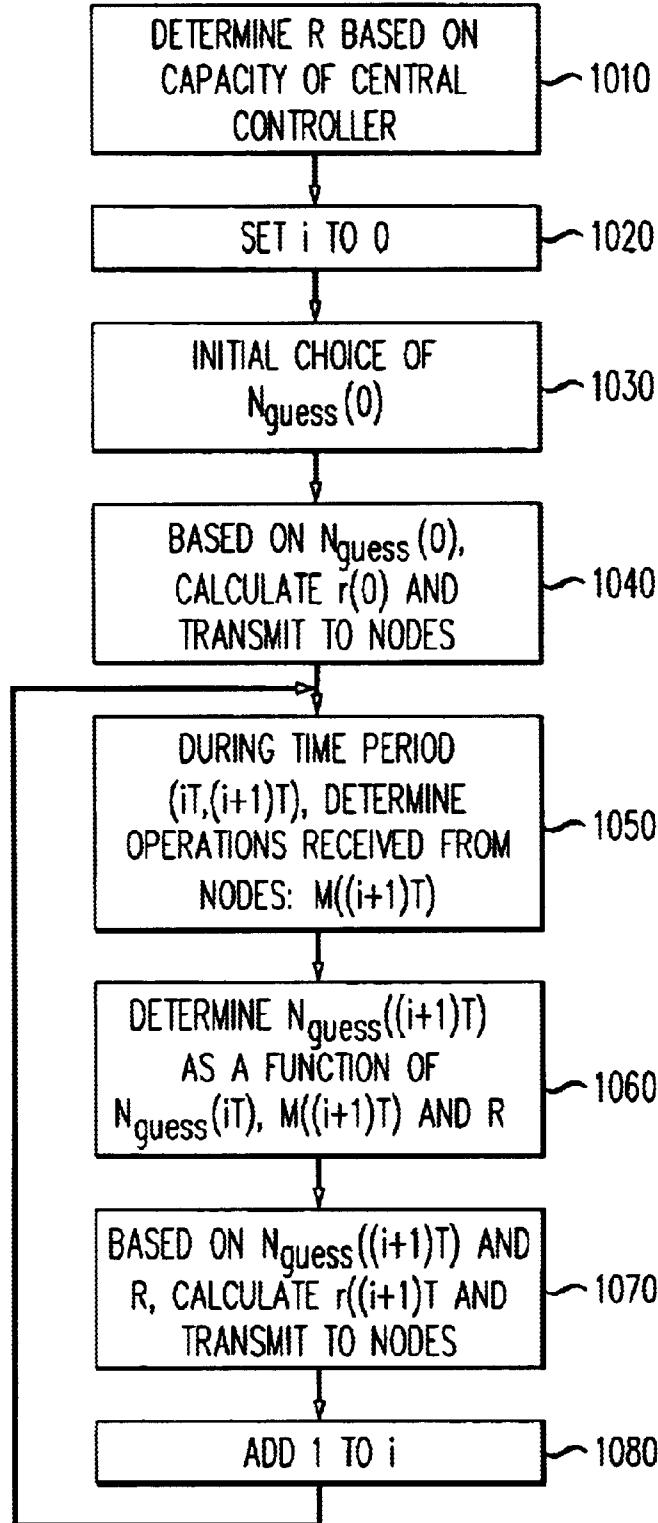 DETERMINE R BASED ON
CAPACITY OF CENTRAL
CONTROLLER
1010
SET i TO 0
1020
INITIAL CHOICE OF
Nguess(0)
1030
BASED ON Nguess(0),
CALCULATE r(0) AND
TRANSMIT TO NODES
1040
DURING TIME PERIOD
(iT,(i+1)T), DETERMINE
OPERATIONS RECEIVED FROM
NODES: M((i+1)T)
1050
DETERMINE Nguess((i+1)T)
AS A FUNCTION OF
Nguess(iT), M((i+1)T) AND R
1060
BASED ON Nguess((i+1)T) AND
R, CALCULATE r((i+1)T AND
TRANSMIT TO NODES
1070
ADD 1 TO i
1080